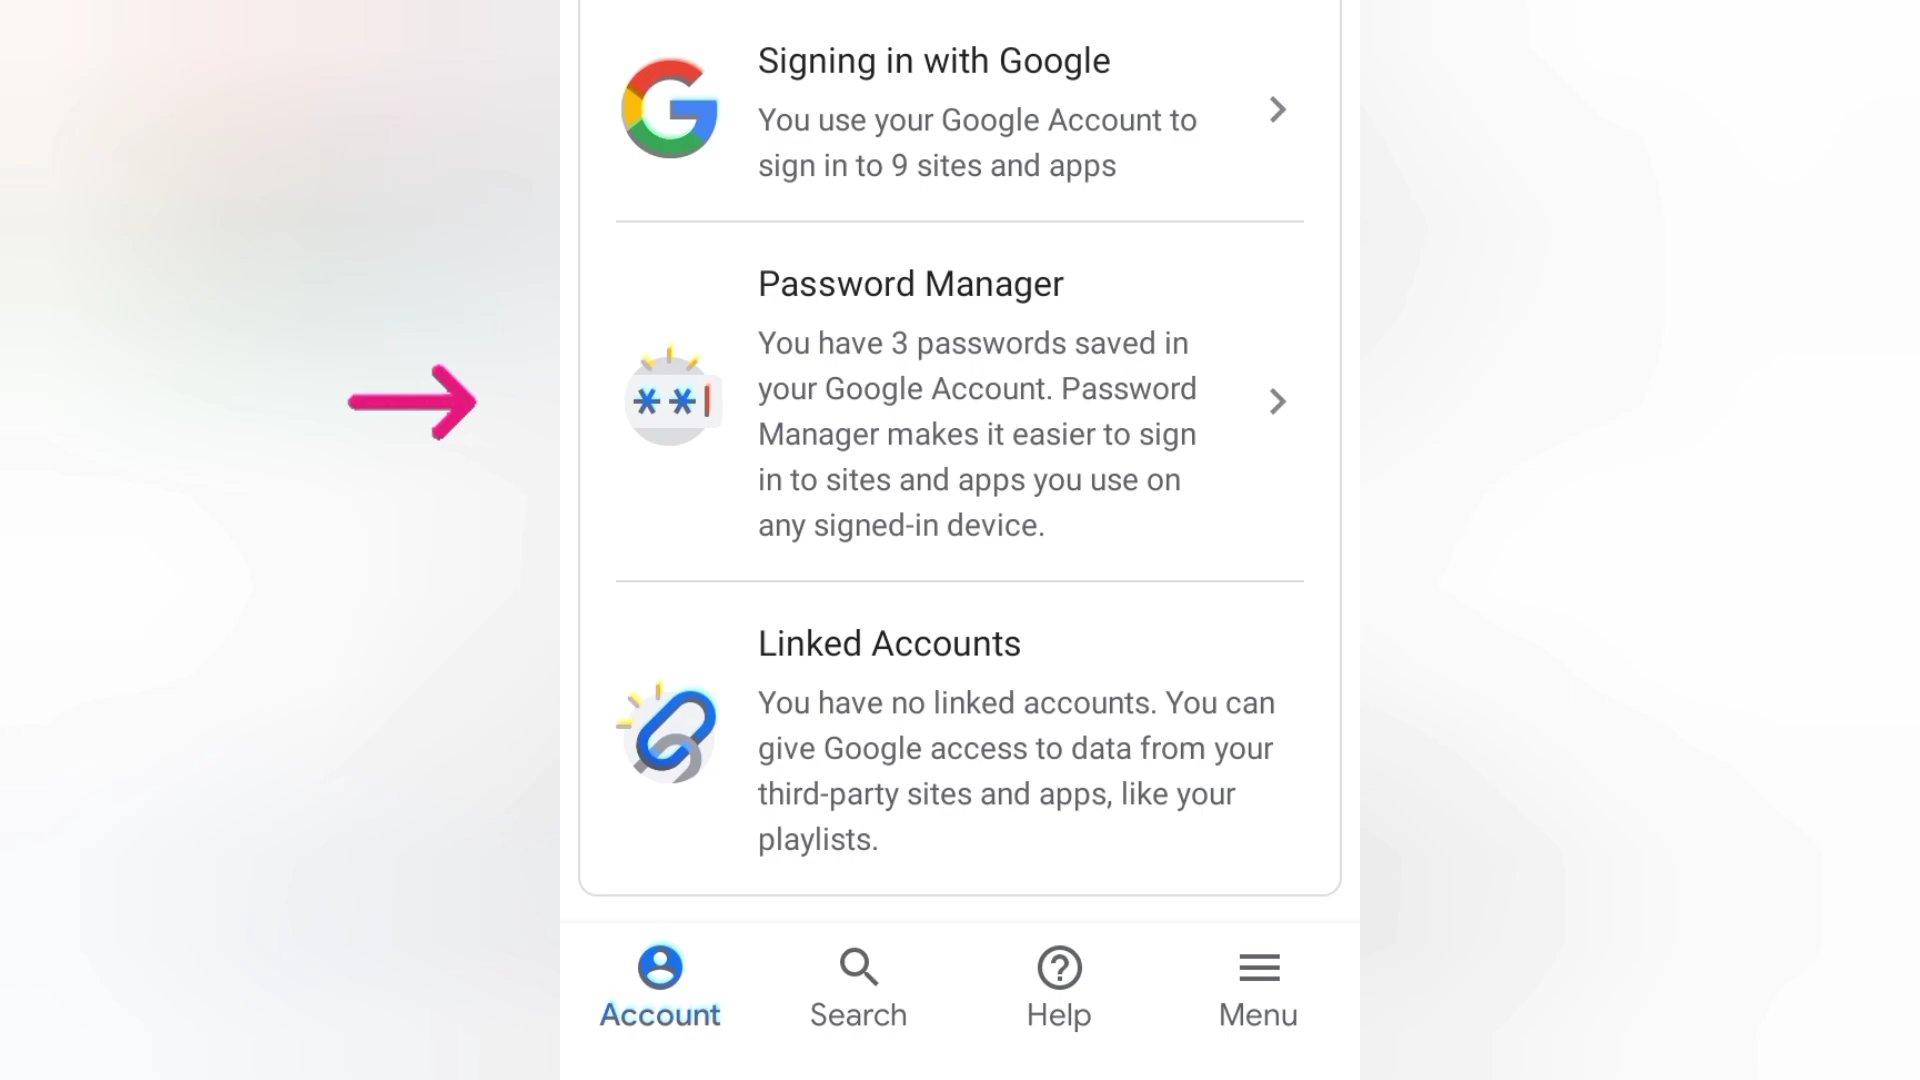 Signing in with Google
You use your Google Account to
sign in to 9 sites and apps
Password Manager
You have 3 passwords saved in
your Google Account. Password
Manager makes it easier to sign
in to sites and apps you use on
any signed-in device.
Linked Accounts
You have no linked accounts. You can
give Google access to data from your
third-party sites and apps, like your
playlists.
Account
Search
Help
Menu